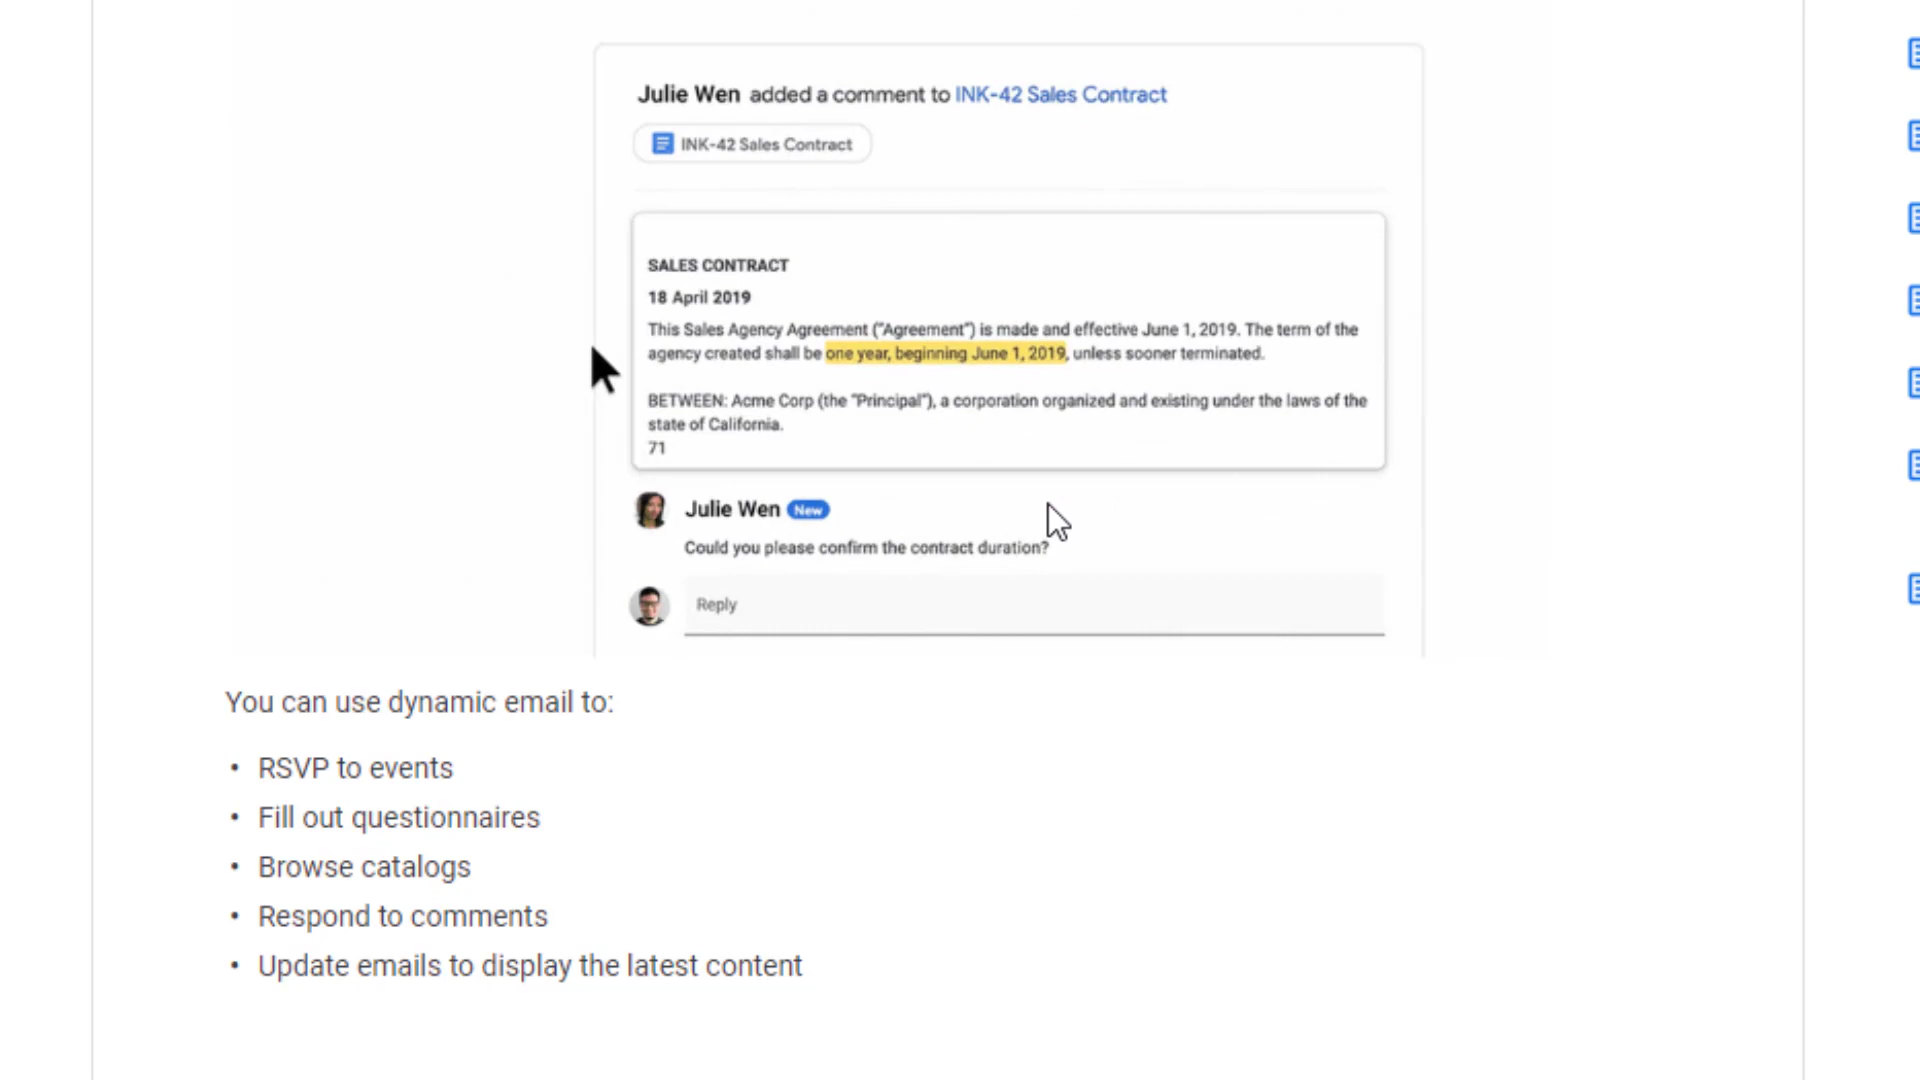 Julie Wen added a comment to INK-42 Sales Contract
INK-42 Sales Contract
SALES CONTRACT
18 April 2019
This Sales Agency Agreement ("Agreement") is made and effective June 1, 2019. The term of the
agency created shall be one year, beginning June 1, 2019, unless sooner terminated.
BETWEEN: Acme Corp (the "Principal"), a corporation organized and existing under the laws of the
state of California.
71
Julie Wen New
Could you please confirm the contract duration?
Reply
You can use dynamic email to:
• RSVP to events
• Fill out questionnaires
• Browse catalogs
• Respond to comments
• Update emails to display the latest content